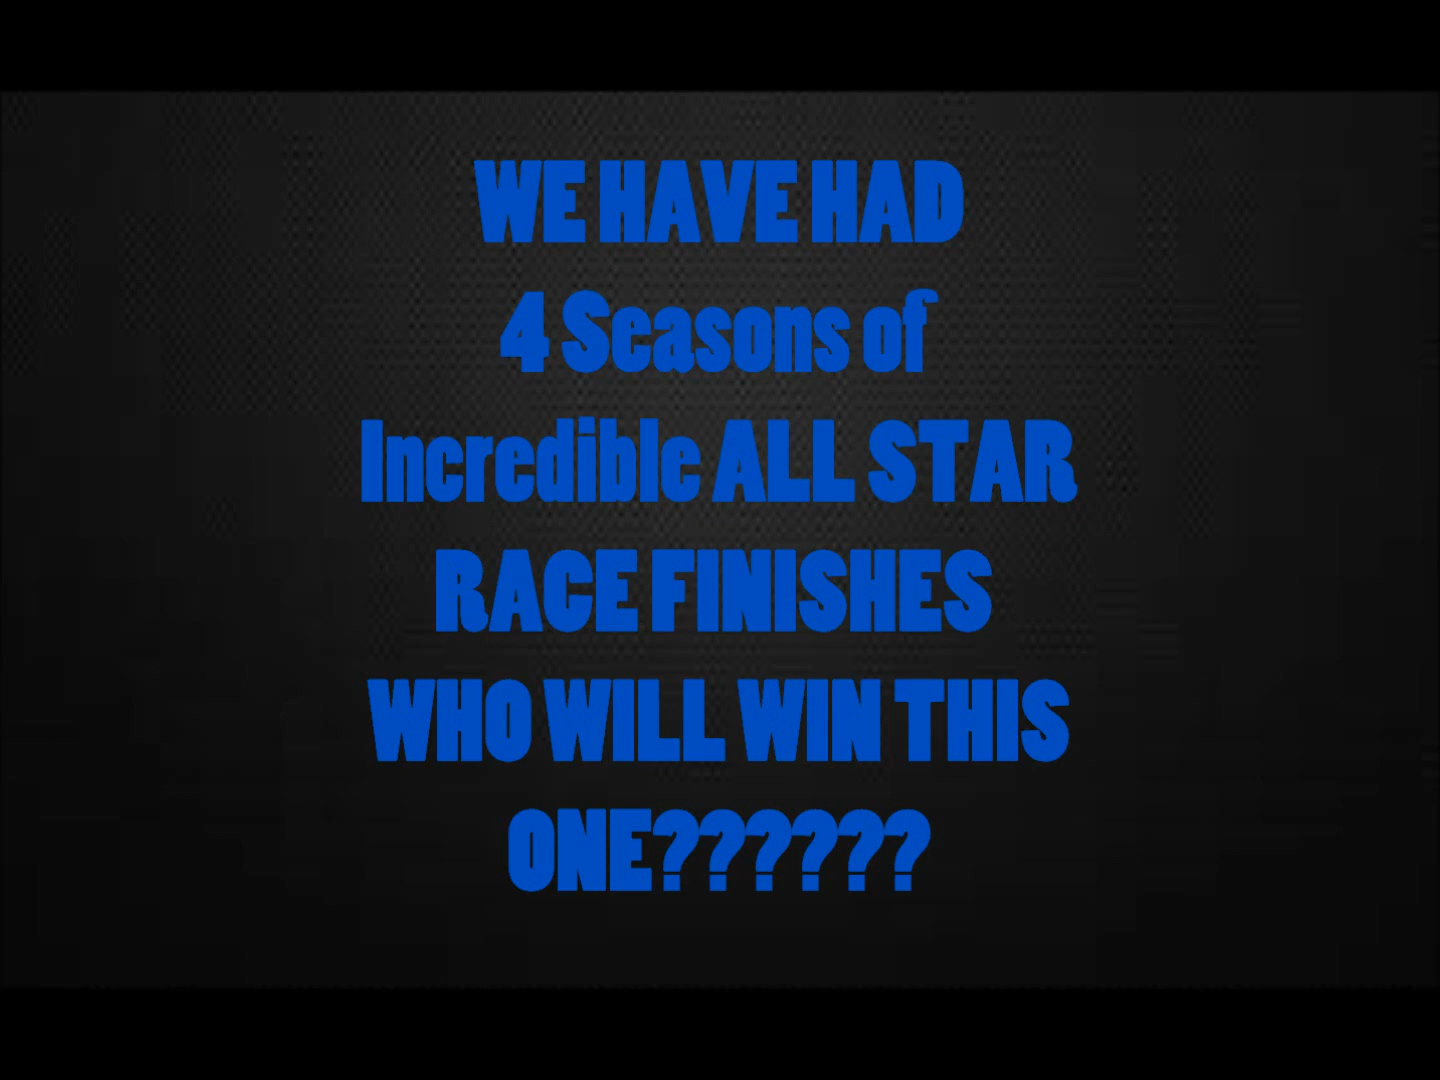 WE HAVE HAD
4 Seasons of
Incredible ALL STAR
RACE FINISHES
WHO WILL WIN THIS
ONE??????